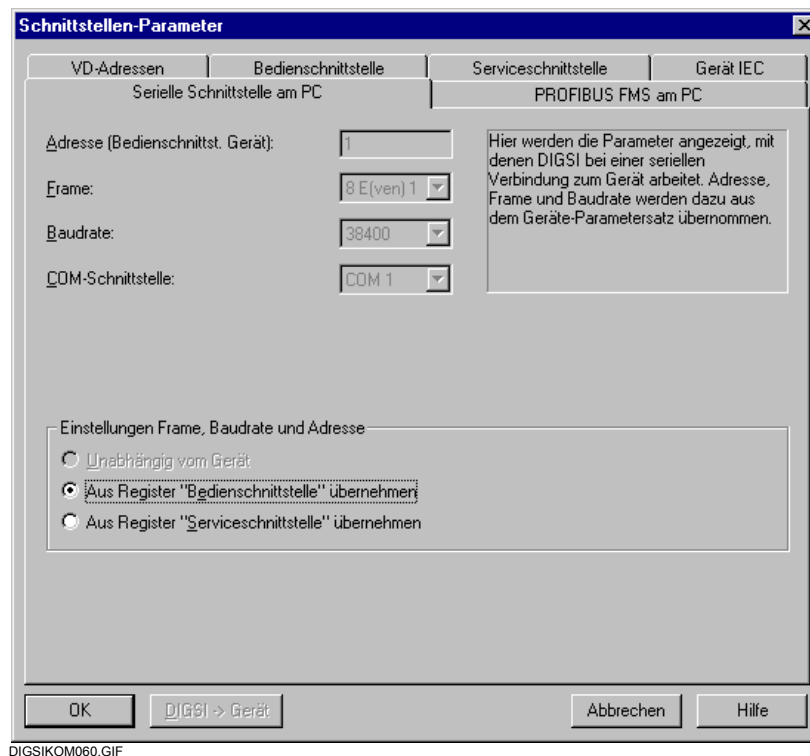 Schnittstellen-Parameter
VD-Adressen Bedienschnittstelle Serviceschnittstelle Gerät IEC
Serielle Schnittstelle am PC PROFIBUS FMS am PC
Adresse (Bedienschnittst. Gerät): 1
Frame: 8 E(ven) 1
Baudrate: 38400
COM-Schnittstelle: COM 1
Hier werden die Parameter angezeigt, mit
denen DIGSI bei einer seriellen
Verbindung zum Gerät arbeitet. Adresse,
Frame und Baudrate werden dazu aus
dem Geräte-Parametersatz übernommen.
Einstellungen Frame, Baudrate und Adresse
Unabhängig vom Gerät
Aus Register "Bedienschnittstelle" übernehmen
Aus Register "Serviceschnittstelle" übernehmen
OK DIGSI -> Gerät Abbrechen Hilfe
DIGSIKOM060.GIF